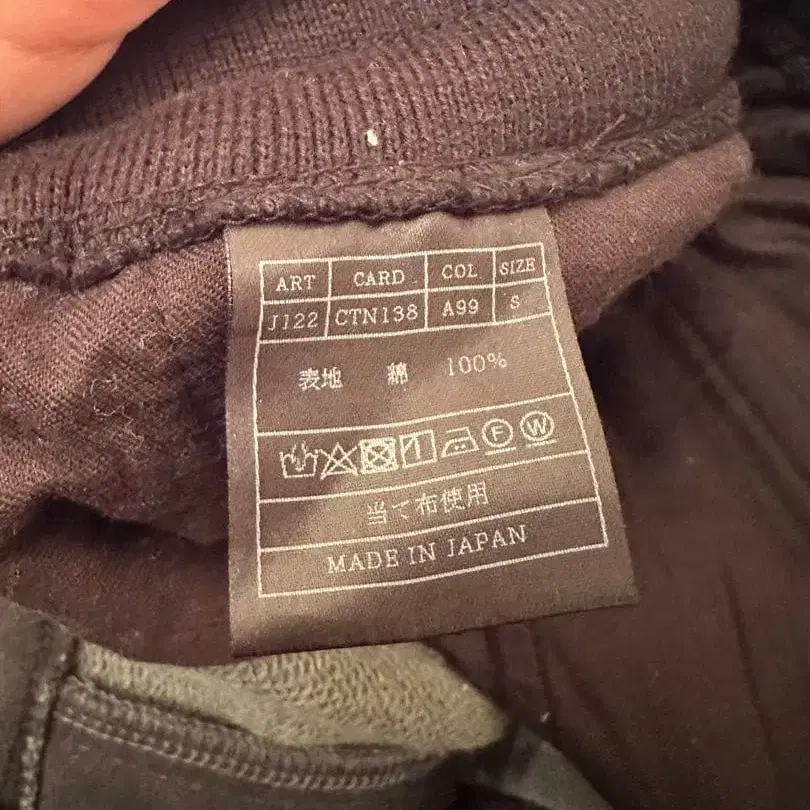 ART CARD COL SIZE
J122 CTN138 A99 S
表地 綿 100%
F W
当て布使用
MADE IN JAPAN